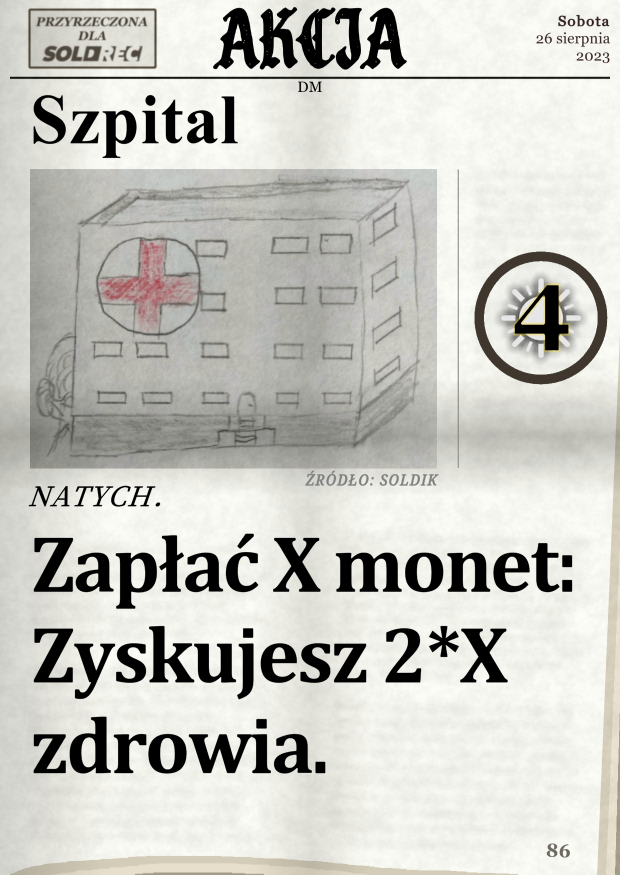 PRZYRZECZONA
DLA
SOLDREC
AKCJA
Sobota
26 sierpnia
2023
DM
Szpital
4
ŹRÓDŁO: SOLDIK
NATYCH.
Zapłać X monet:
Zyskujesz 2*X
zdrowia.
86